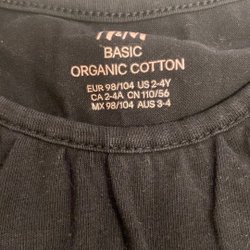 H&M
BASIC
ORGANIC COTTON
EUR 98/104 US 2-4Y
CA 2-4A CN 110/56
MX 98/104 AUS 3-4